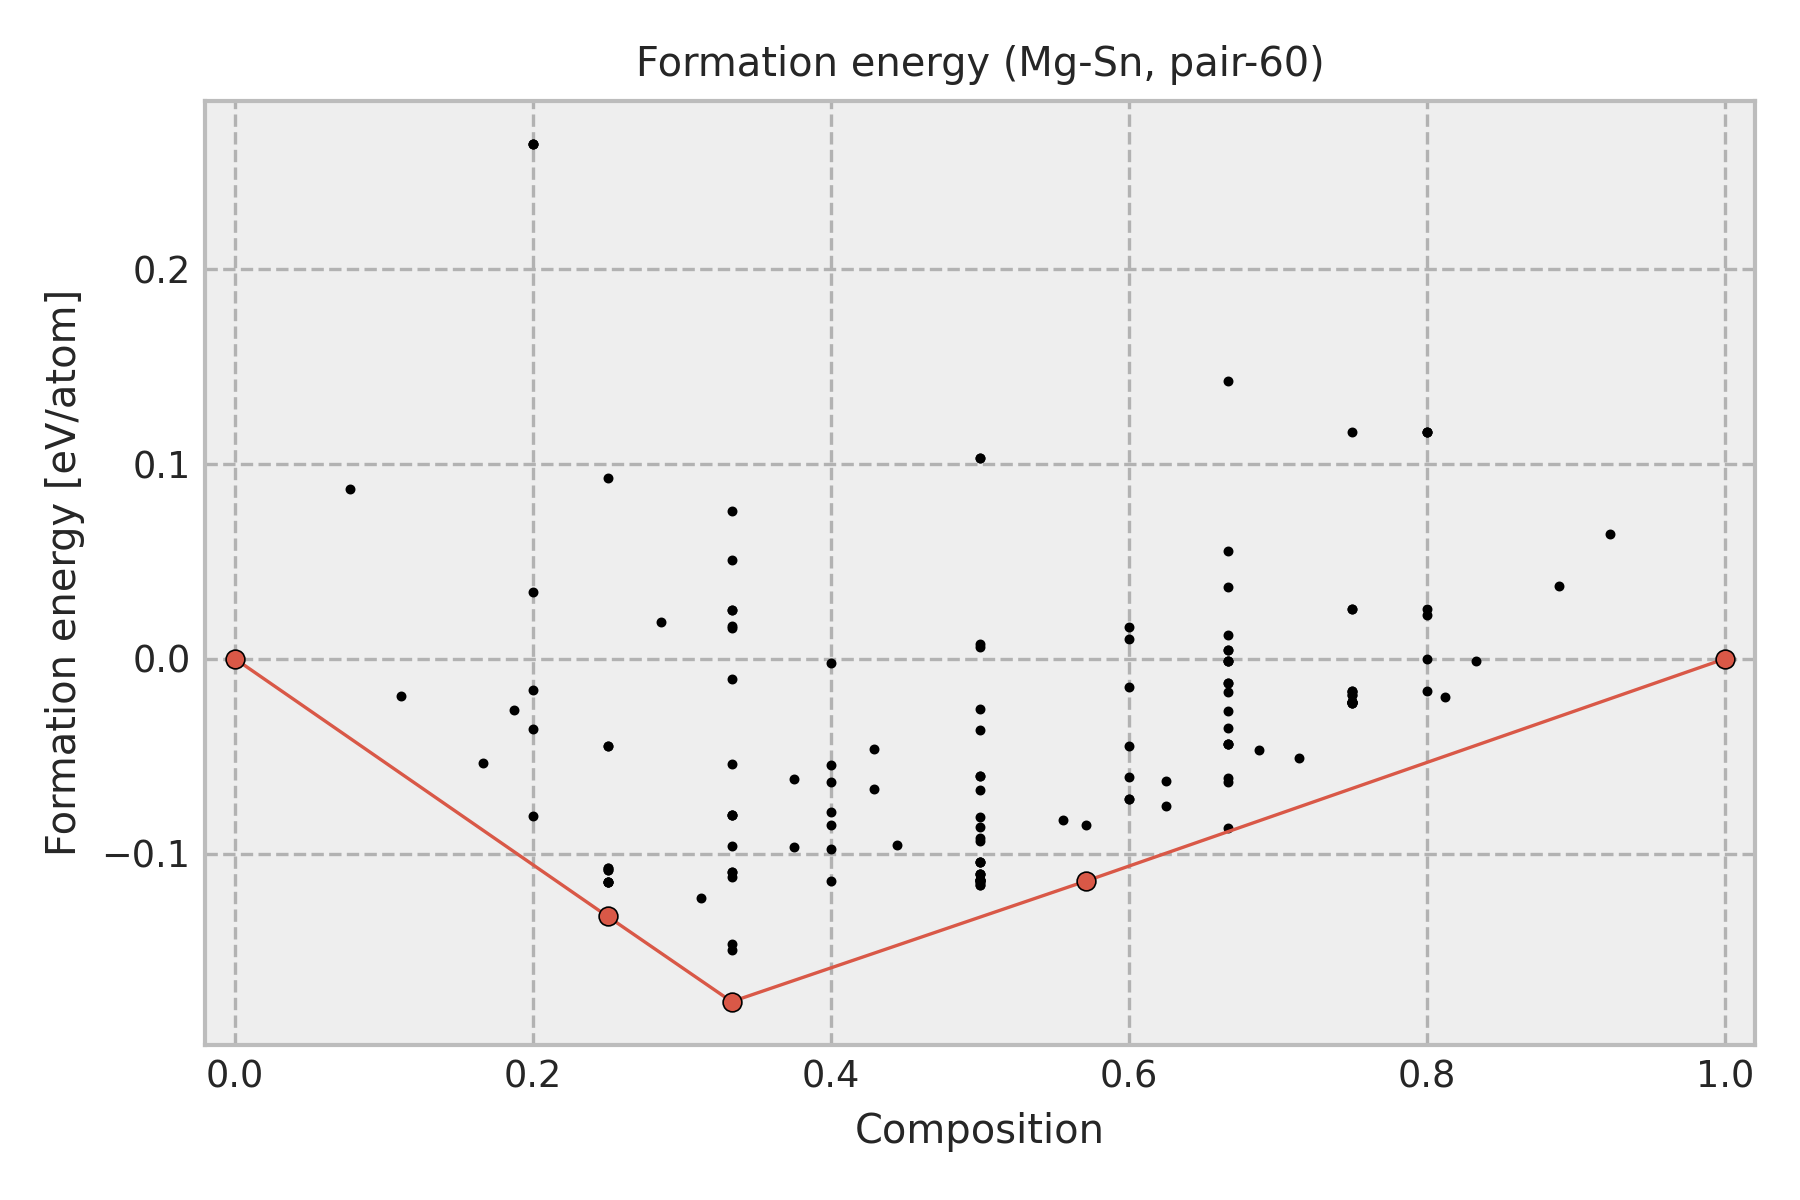 Formation energy (Mg-Sn, pair-60)
Formation energy [eV/atom]
0.2
0.1
0.0
−0.1
0.0 0.2 0.4 0.6 0.8 1.0
Composition